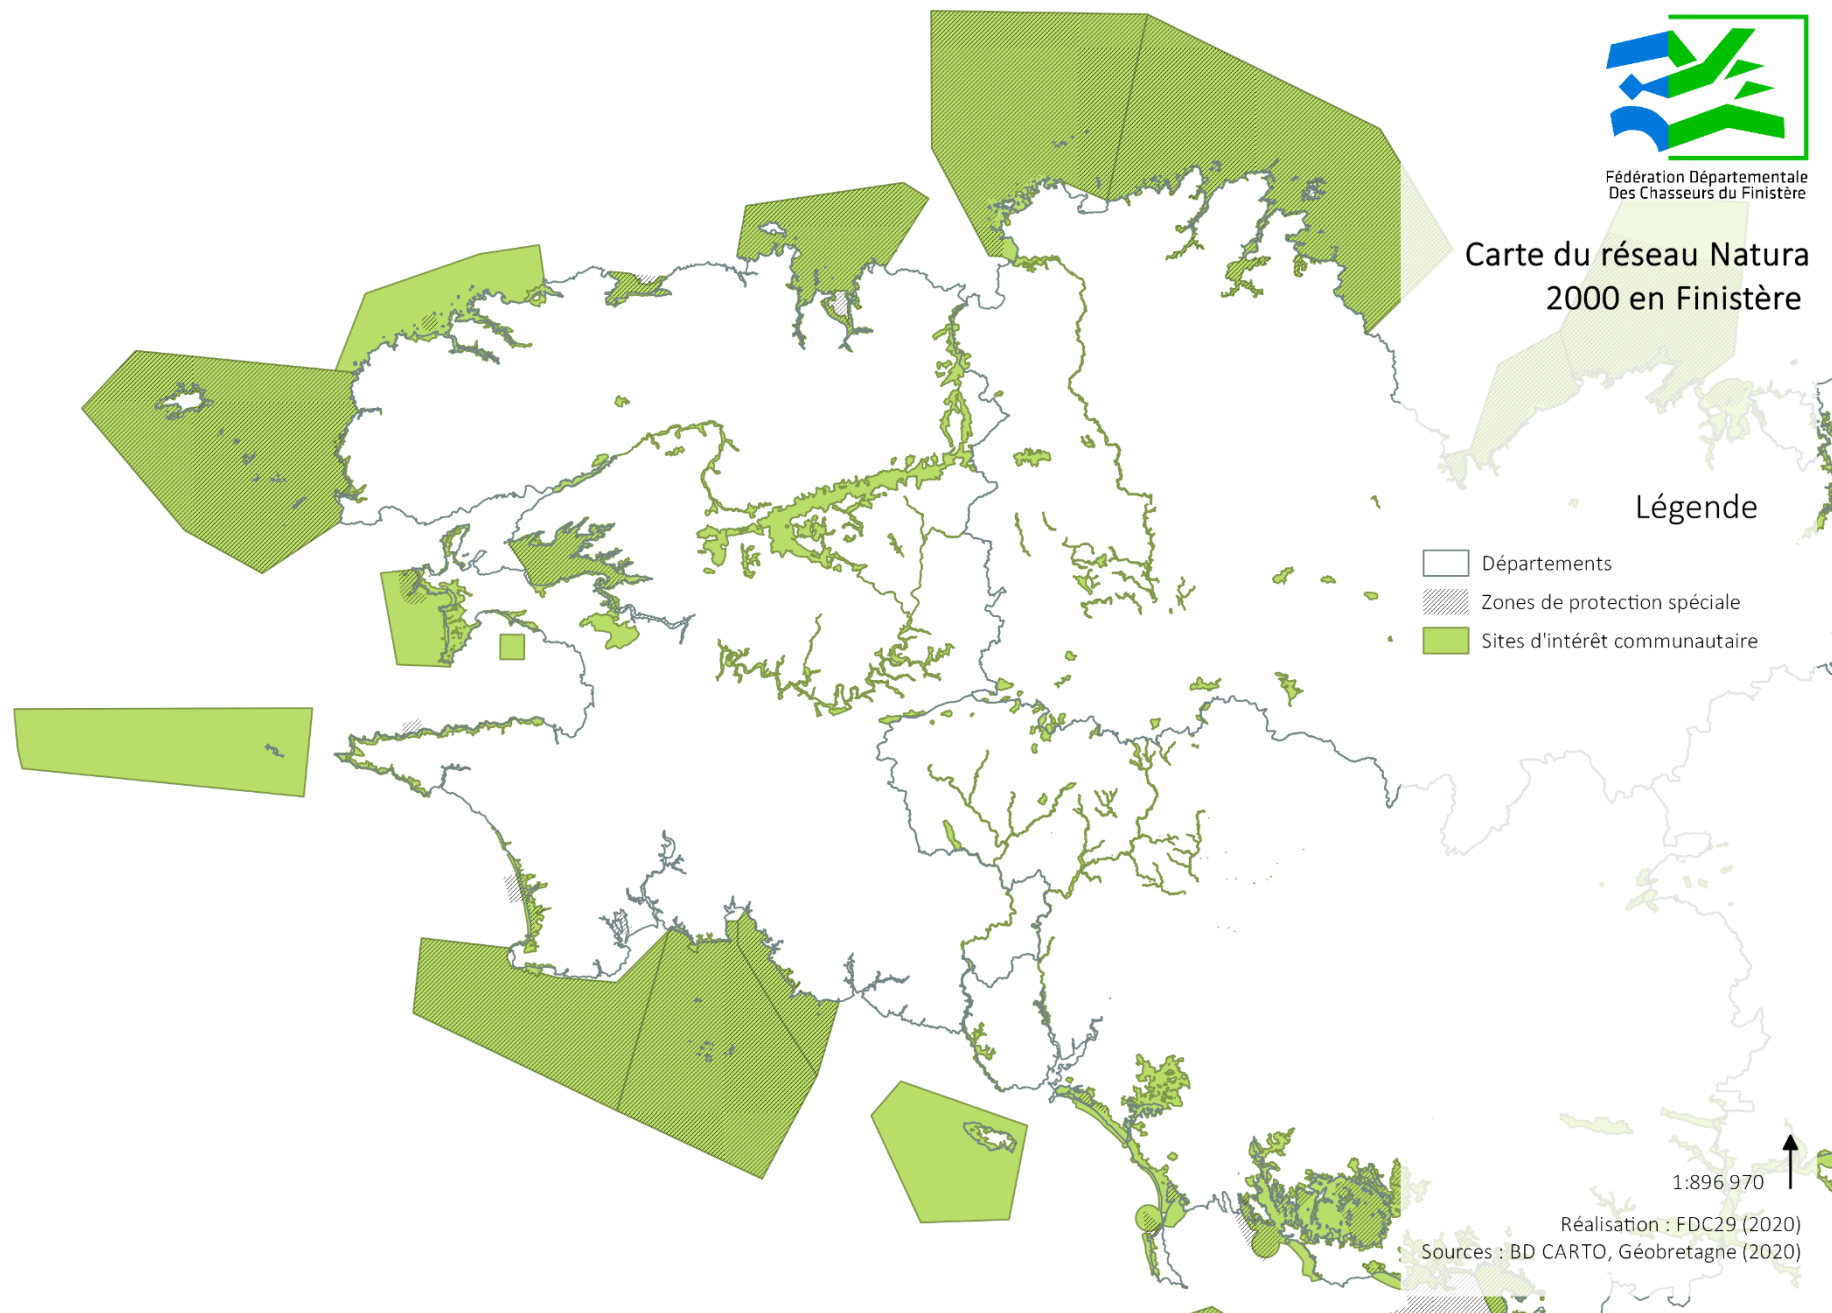 Fédération Départementale
Des Chasseurs du Finistère
Carte du réseau Natura
2000 en Finistère
Légende
Départements
Zones de protection spéciale
Sites d'intérêt communautaire
1:896 970
Réalisation : FDC29 (2020)
Sources : BD CARTO, Géobretagne (2020)